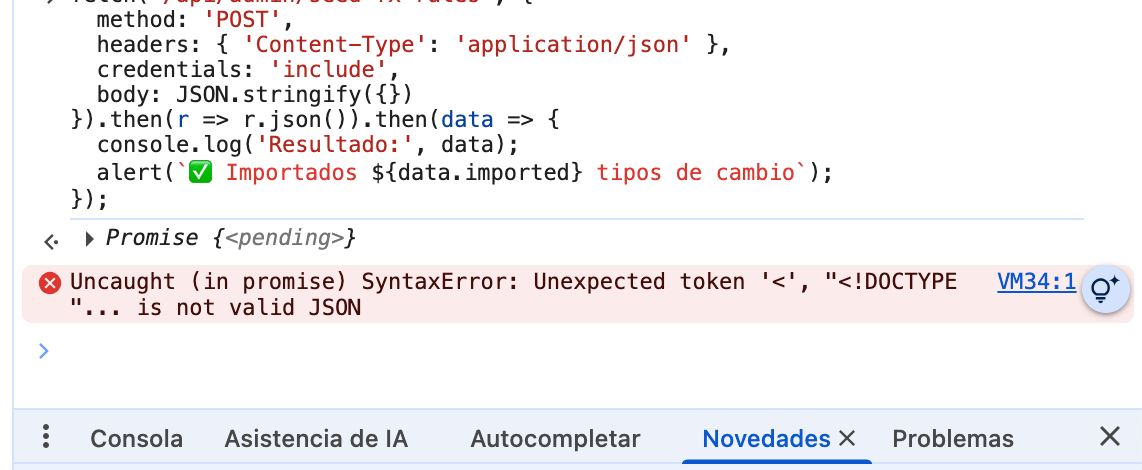 method: 'POST',
headers: { 'Content-Type': 'application/json' },
credentials: 'include',
body: JSON.stringify({})
}).then(r => r.json()).then(data => {
console.log('Resultado:', data);
alert(`✅ Importados ${data.imported} tipos de cambio`);
});
Promise {<pending>}
Uncaught (in promise) SyntaxError: Unexpected token '<', "<!DOCTYPE VM34:1
"... is not valid JSON
Consola Asistencia de IA Autocompletar Novedades Problemas